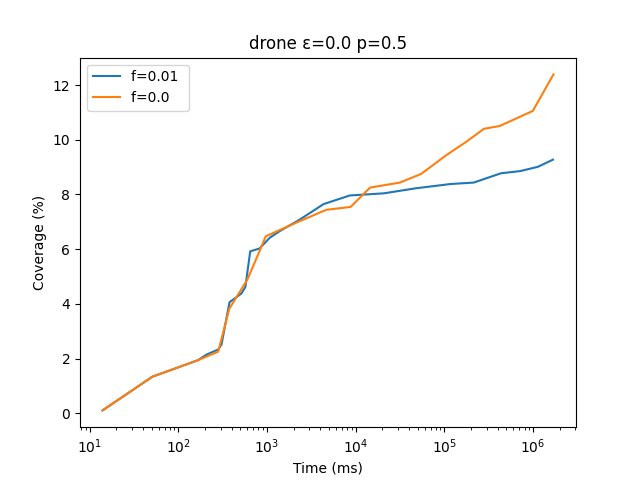 drone ε=0.0 p=0.5
f=0.01
f=0.0
Coverage (%)
12
10
8
6
4
2
0
10¹
10²
10³
10⁴
10⁵
10⁶
Time (ms)